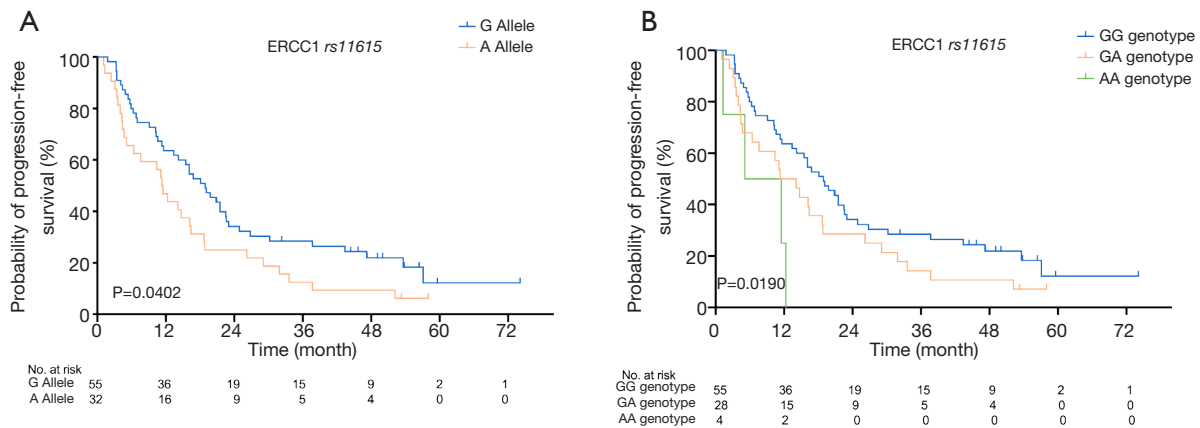 A
G Allele
A Allele
ERCC1 rs11615
Probability of progression-free
survival (%)
100
80
60
40
20
0
P=0.0402
0 12 24 36 48 60 72
Time (month)
No. at risk
G Allele 55 36 19 15 9 2 1
A Allele 32 16 9 5 4 0 0
B
GG genotype
GA genotype
AA genotype
ERCC1 rs11615
Probability of progression-free
survival (%)
100
80
60
40
20
0
P=0.0190
0 12 24 36 48 60 72
Time (month)
No. at risk
GG genotype 55 36 19 15 9 2 1
GA genotype 28 15 9 5 4 0 0
AA genotype 4 2 0 0 0 0 0